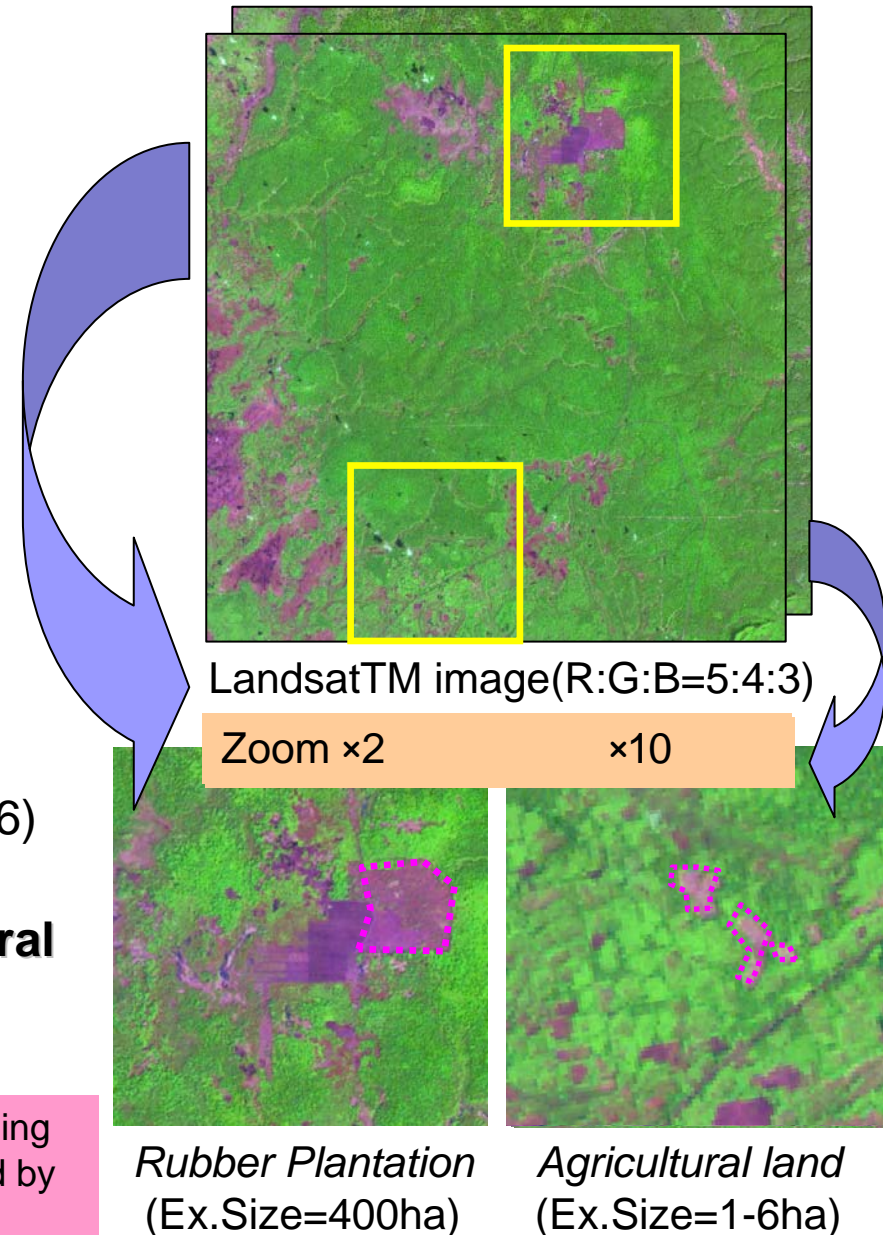 LandsatTM image(R:G:B=5:4:3)
Zoom ×2 ×10
6)
ral
ing
d by
Rubber Plantation
(Ex.Size=400ha)
Agricultural land
(Ex.Size=1-6ha)